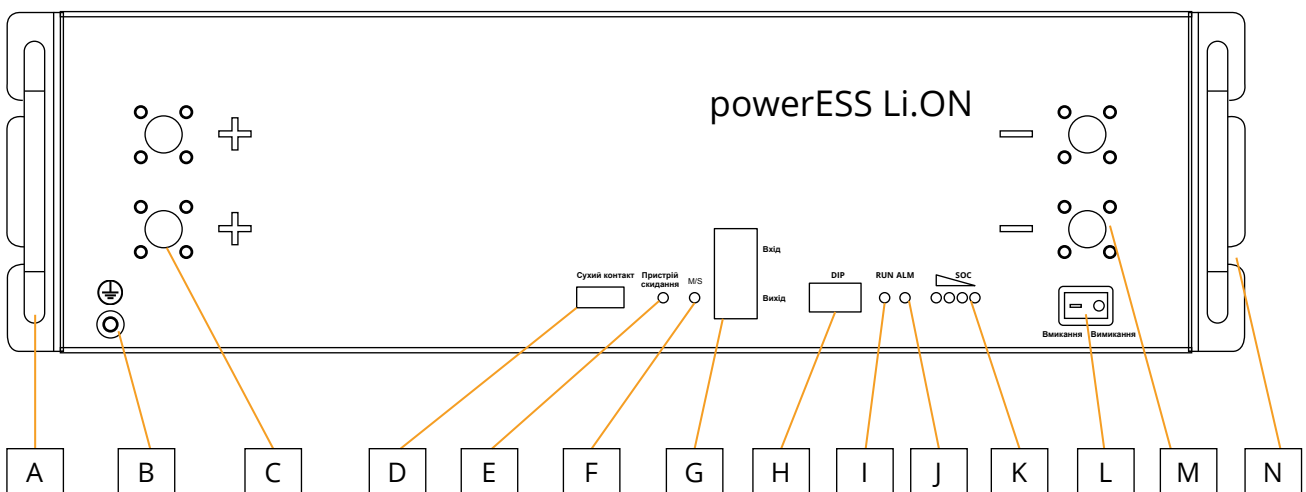 powerESS Li.ON
Сухий контакт
Пристрій
скидання
M/S
Вхід
Вихід
DIP
RUN ALM
SOC
Вмикання Вимикання
A B C D E F G H I J K L M N